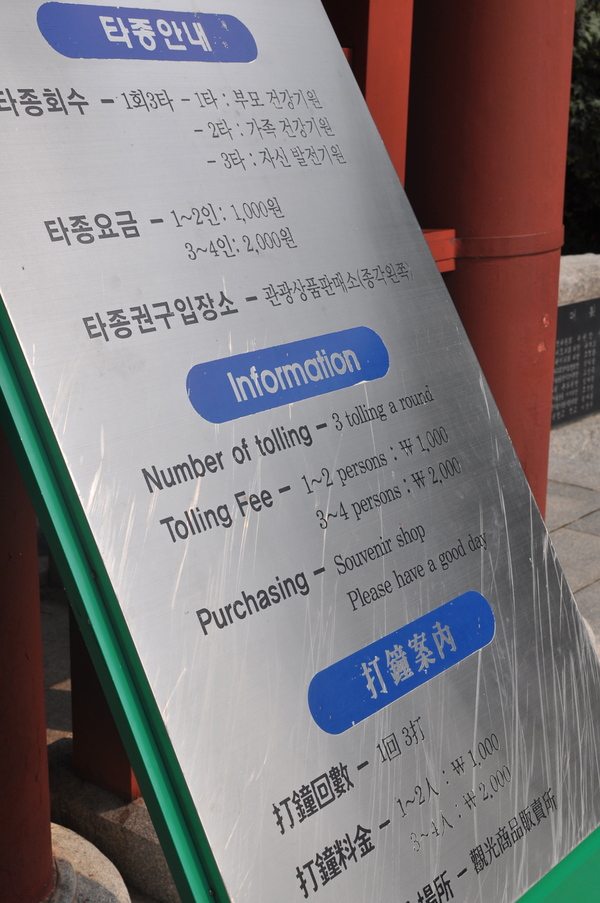 타종안내
타종회수 - 1회3타 - 1타 : 부모 건강기원
- 2타 : 가족 건강기원
- 3타 : 자신 발전기원
타종요금 - 1~2인: 1,000원
3~4인: 2,000원
타종권구입장소 - 관광상품판매소(종각왼쪽)
Information
Number of tolling - 3 tolling a round
Tolling Fee - 1~2 persons : ₩ 1,000
3~4 persons : ₩ 2,000
Purchasing - Souvenir shop
Please have a good day
打鐘案內
打鐘回數 - 1回 3打
打鐘料金 - 1~2人 : ₩ 1,000
3~4人 : ₩ 2,000
場所 - 觀光商品販賣所